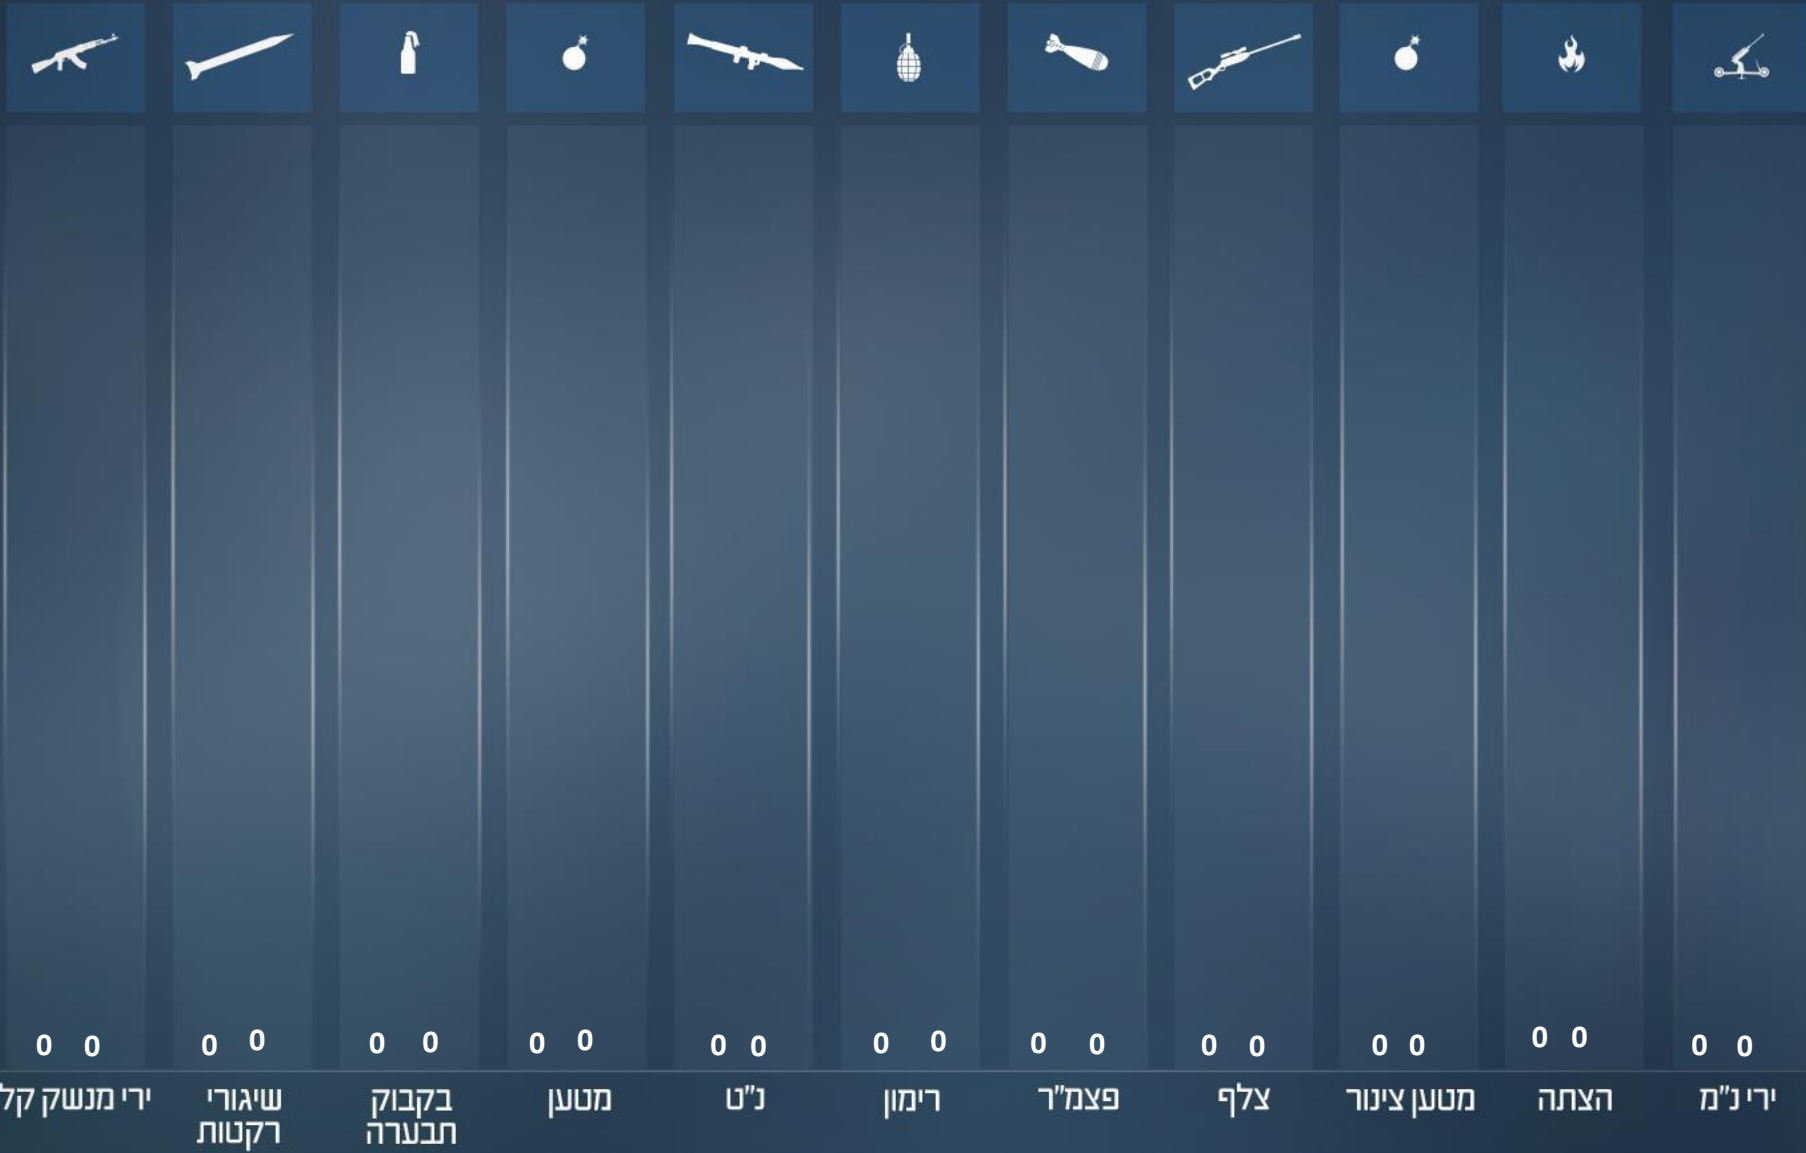 0 0 0 0 0 0 0 0 0 0 0 0 0 0 0 0 0 0 0 0 0 0
ירי נ"מ
הצתה
מטען צינור
צלף
פצמ"ר
רימון
נ"ט
מטען
בקבוק
תבערה
שיגורי
רקטות
ירי מנשק קל